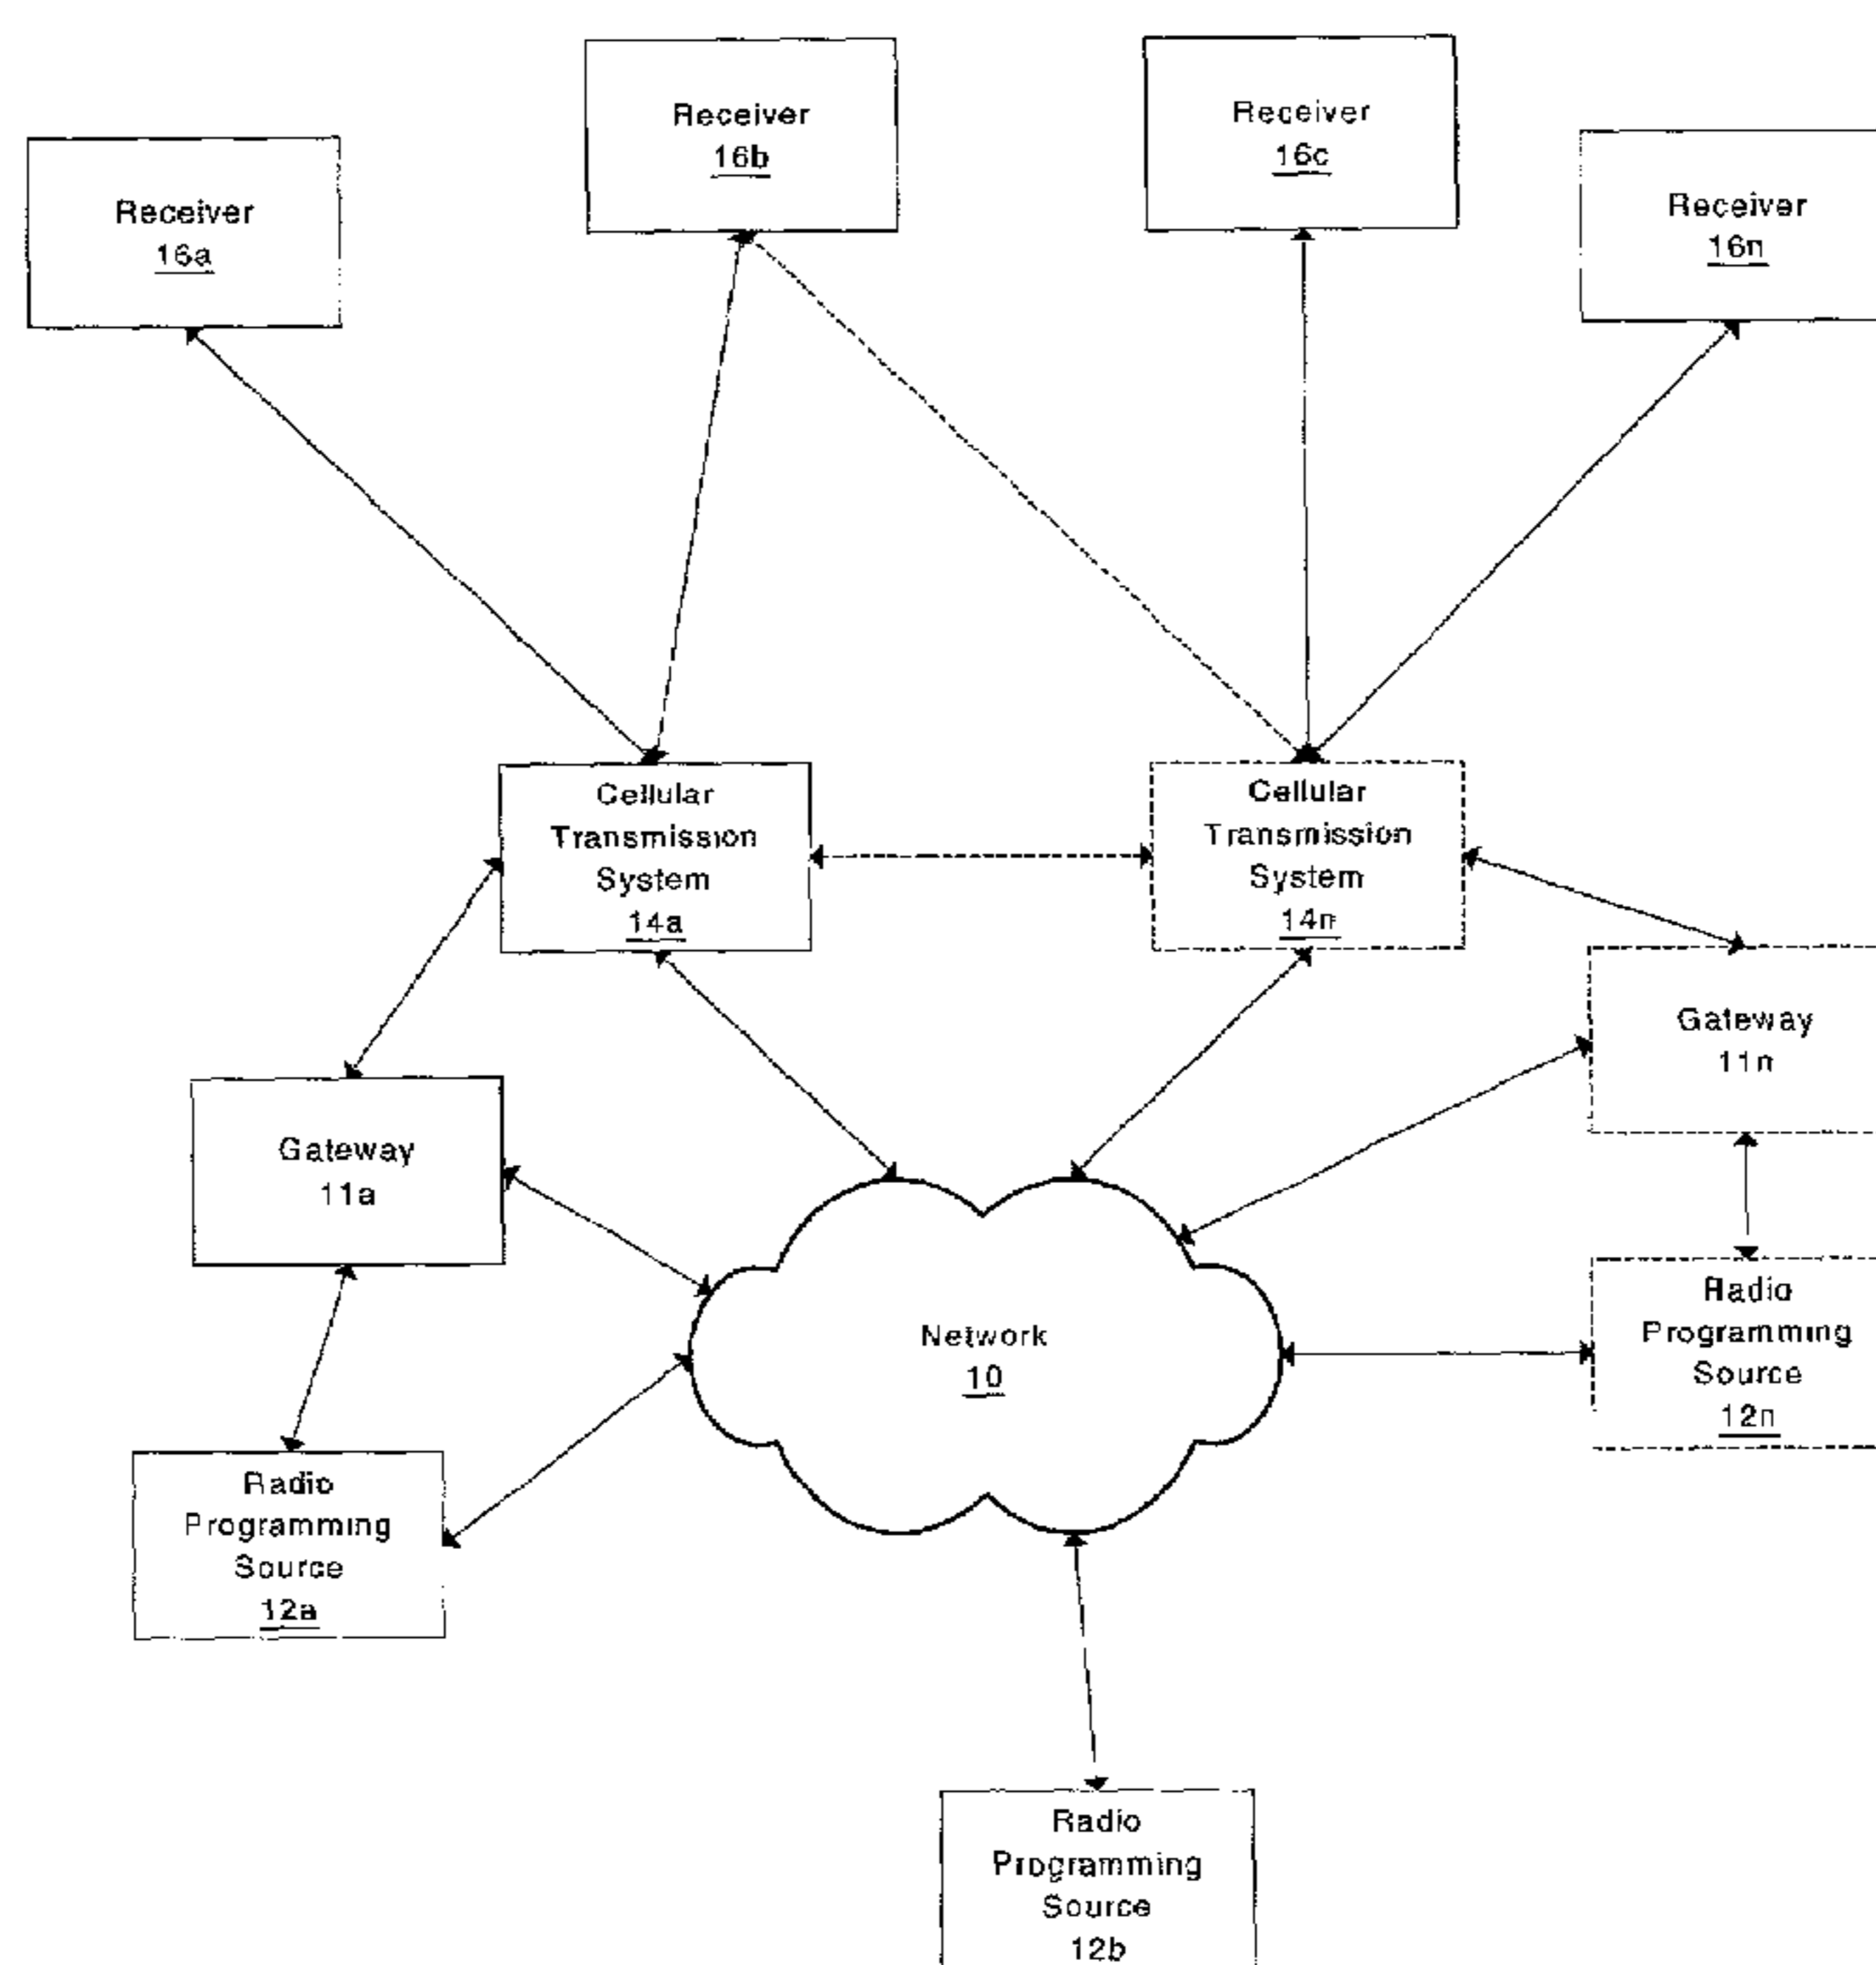 Receiver
16b
Receiver
16c
Receiver
16a
Receiver
16n
Cellular
Transmission
System
14a
Cellular
Transmission
System
14n
Gateway
11n
Gateway
11a
Network
10
Radio
Programming
Source
12n
Radio
Programming
Source
12a
Radio
Programming
Source
12b